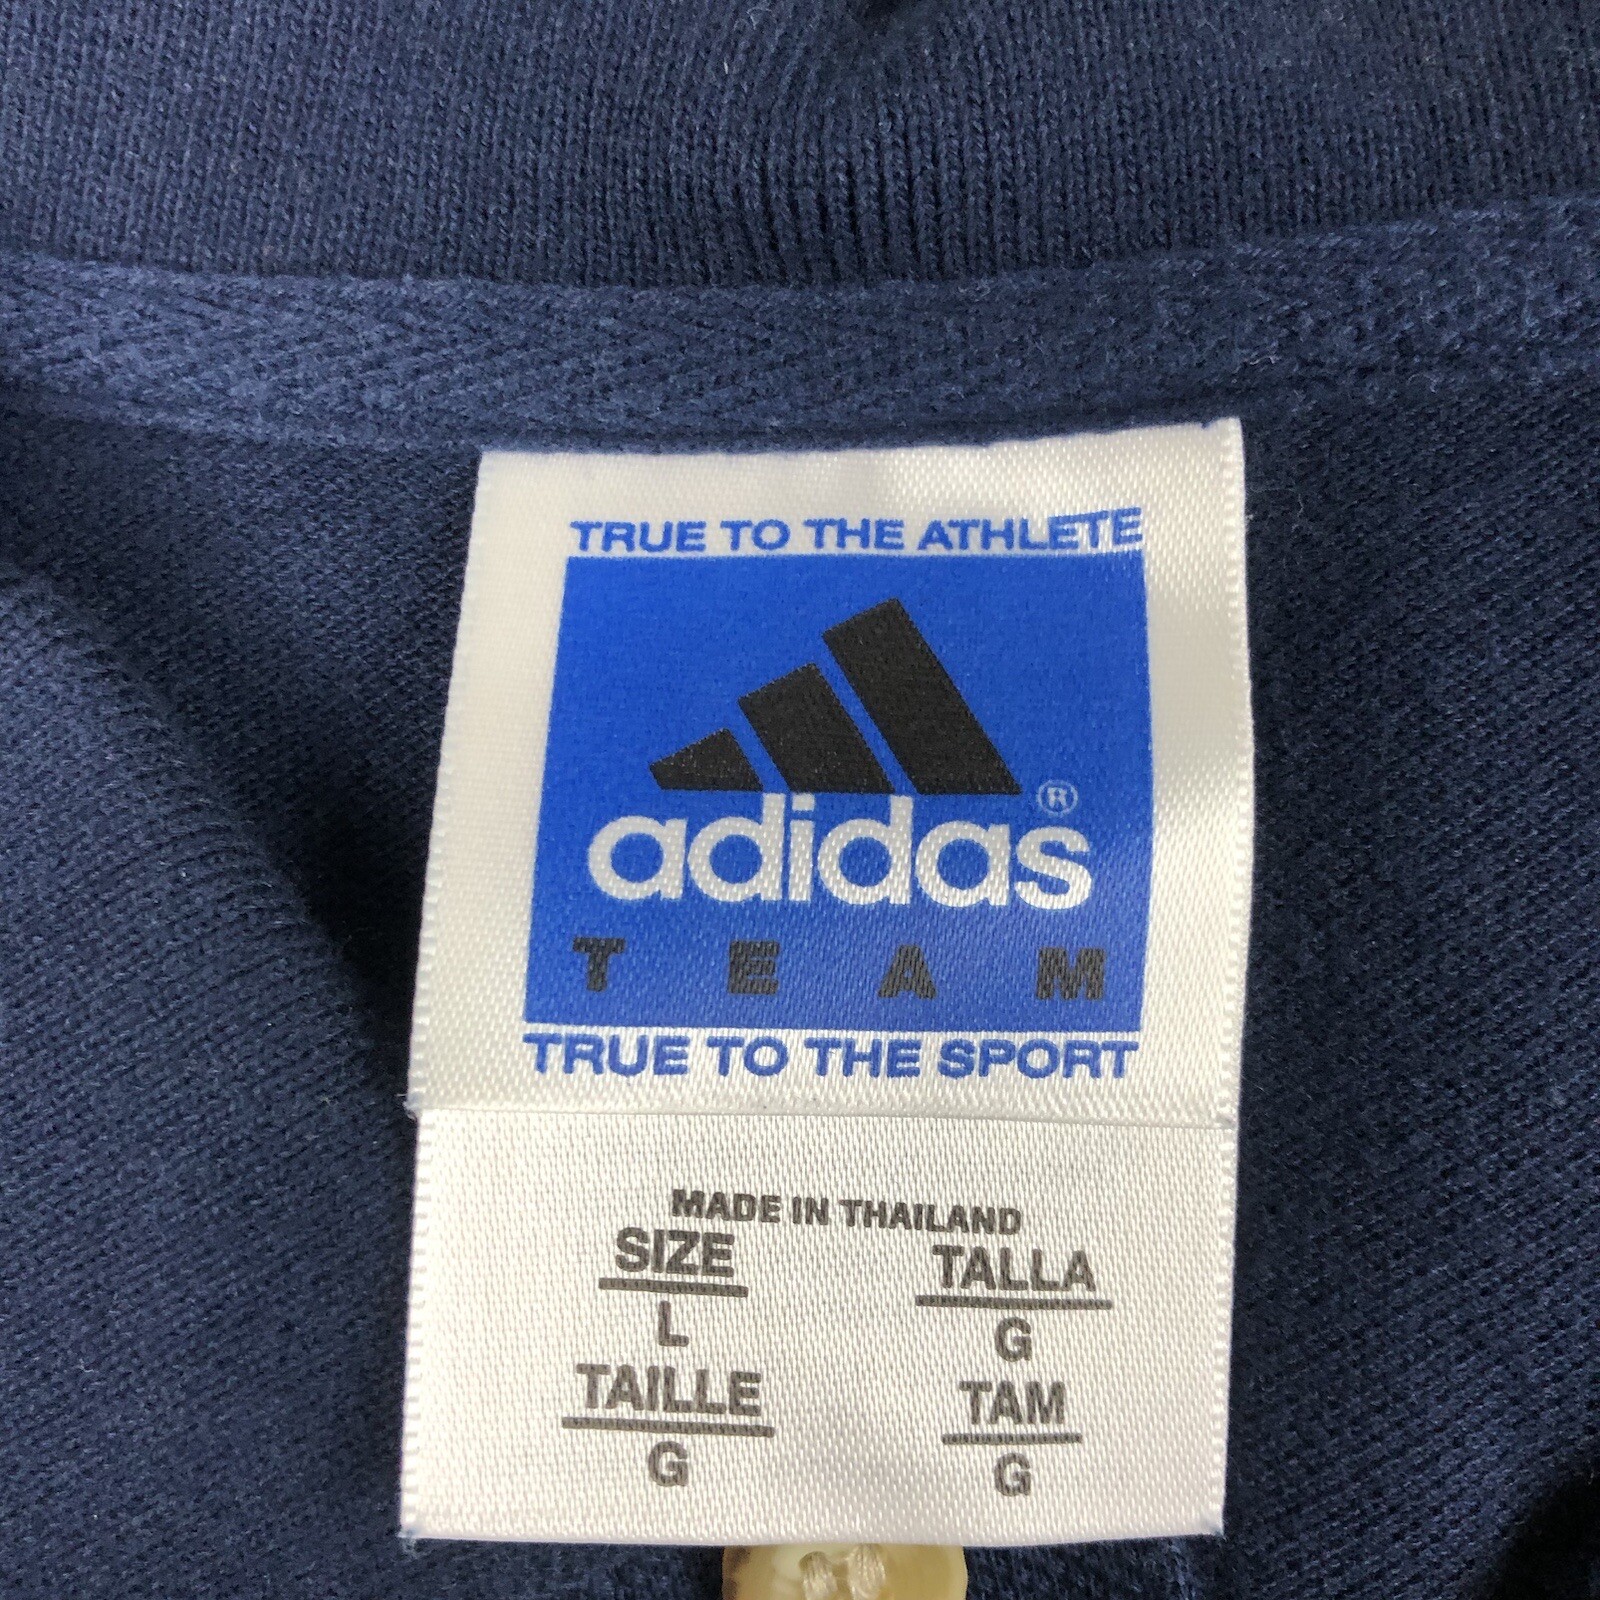 TRUE TO THE ATHLETE
adidas®
TEAM
TRUE TO THE SPORT
MADE IN THAILAND
SIZE TALLA
L G
TAILLE TAM
G G